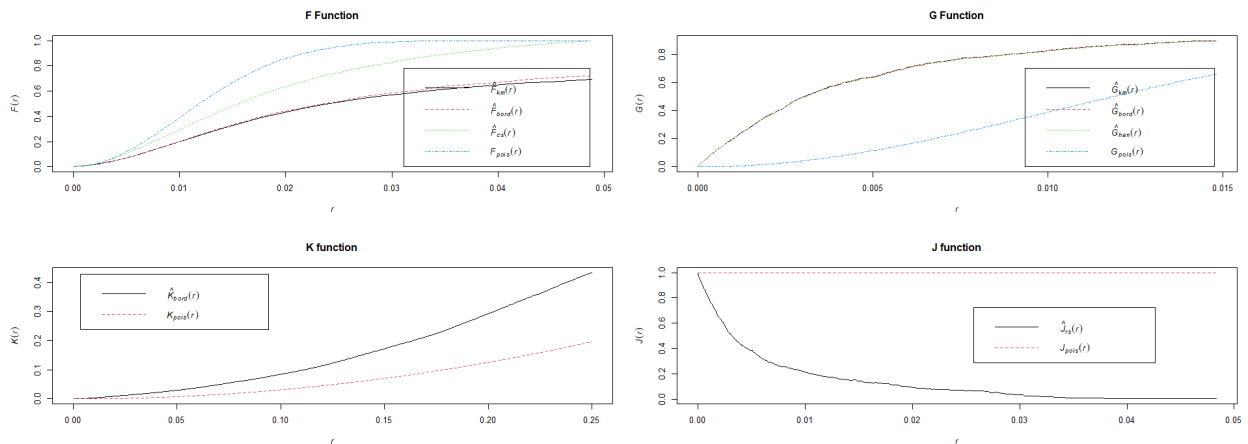 F Function
F(r)
1.0
0.8
0.6
0.4
0.2
0.0
F̂km(r)
F̂bord(r)
F̂cs(r)
Fpois(r)
0.00 0.01 0.02 0.03 0.04 0.05
r
G Function
G(r)
0.8
0.6
0.4
0.2
0.0
Ĝkm(r)
Ĝbord(r)
Ĝhan(r)
Gpois(r)
0.000 0.005 0.010 0.015
r
K function
K(r)
0.4
0.3
0.2
0.1
0.0
K̂bord(r)
Kpois(r)
0.00 0.05 0.10 0.15 0.20 0.25
r
J function
J(r)
1.0
0.8
0.6
0.4
0.2
0.0
Ĵrs(r)
Jpois(r)
0.00 0.01 0.02 0.03 0.04 0.05
r